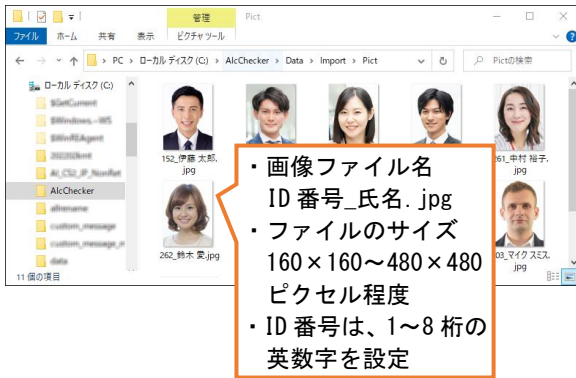 管理
Pict
ファイル
ホーム
共有
表示
ピクチャ ツール
PC › ローカル ディスク (C:) › AlcChecker › Data › Import › Pict
Pictの検索
ローカル ディスク (C:)
AlcChecker
data
152_伊藤 太郎.
jpg
261_中村 裕子.
jpg
262_鈴木 愛.jpg
03_マイク スミス.
jpg
11 個の項目
・画像ファイル名
ID 番号_氏名. jpg
・ファイルのサイズ
160×160～480×480
ピクセル程度
・ID 番号は、1～8 桁の
英数字を設定